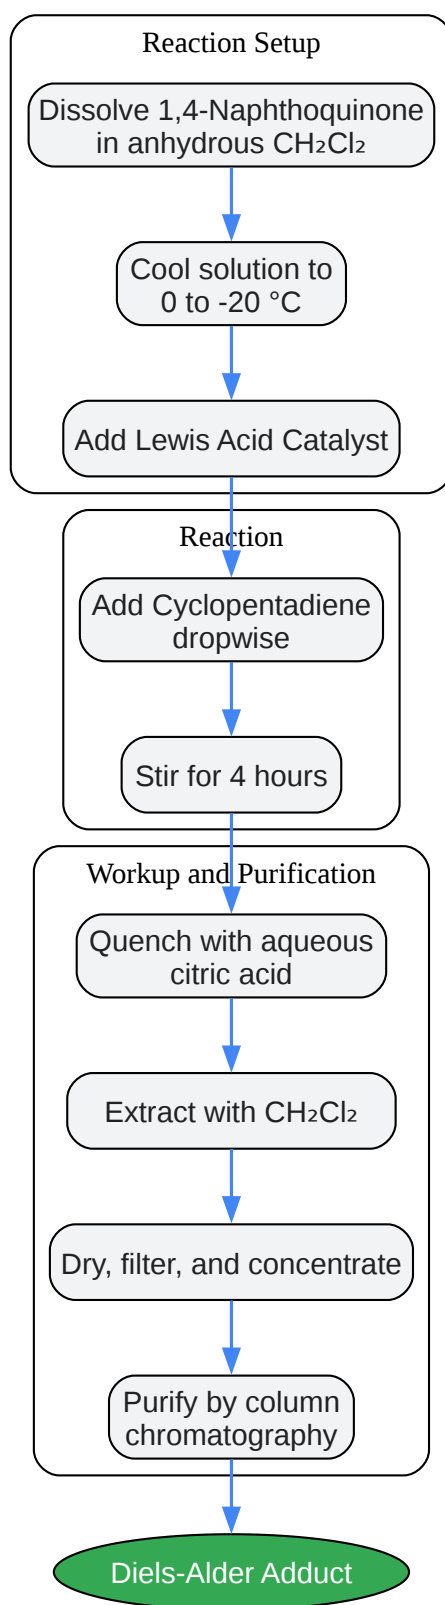 Reaction Setup
Dissolve 1,4-Naphthoquinone
in anhydrous CH₂Cl₂
Cool solution to
0 to -20 °C
Add Lewis Acid Catalyst
Reaction
Add Cyclopentadiene
dropwise
Stir for 4 hours
Workup and Purification
Quench with aqueous
citric acid
Extract with CH₂Cl₂
Dry, filter, and concentrate
Purify by column
chromatography
Diels-Alder Adduct